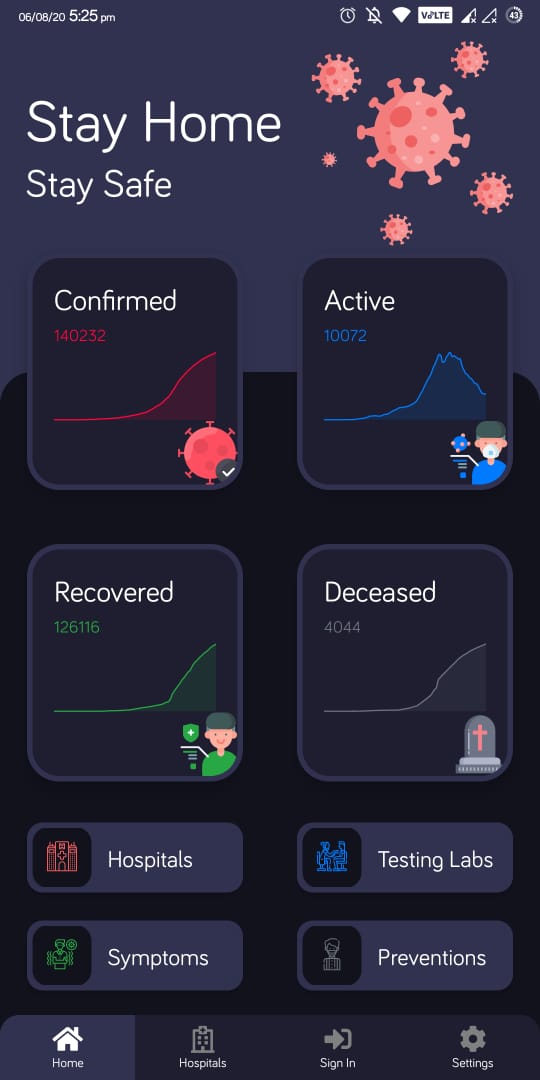 06/08/20 5:25 pm
VoLTE
43
Stay Home
Stay Safe
Confirmed
140232
Active
10072
Recovered
126116
Deceased
4044
Hospitals
Testing Labs
Symptoms
Preventions
Home
Hospitals
Sign In
Settings